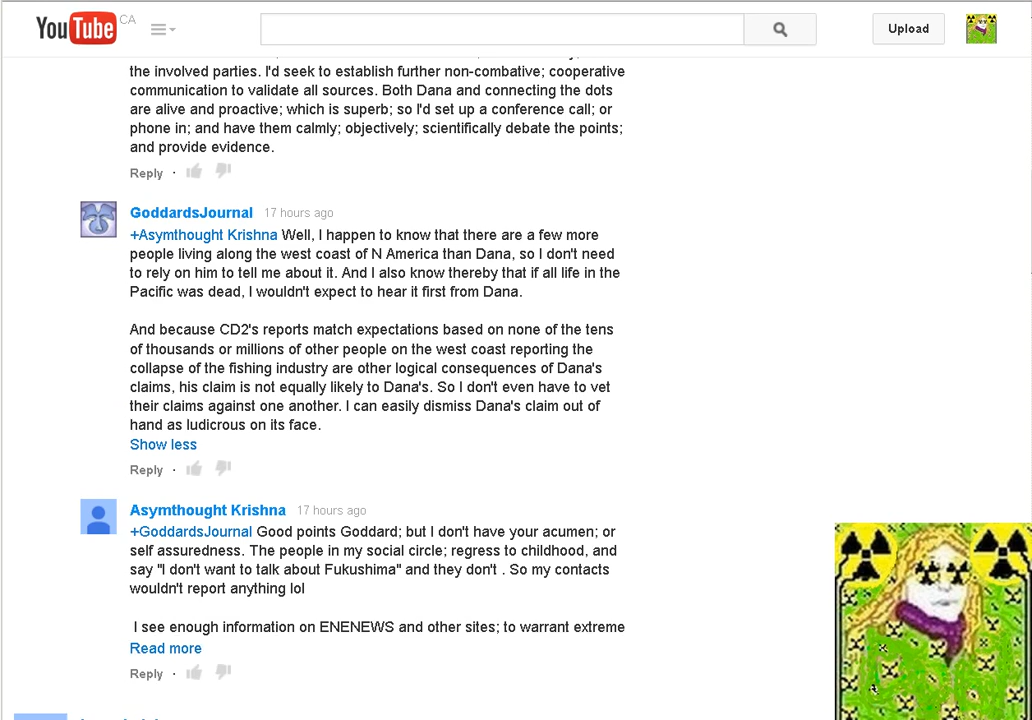 YouTube CA
Upload
the involved parties. I'd seek to establish further non-combative; cooperative
communication to validate all sources. Both Dana and connecting the dots
are alive and proactive; which is superb; so I'd set up a conference call; or
phone in; and have them calmly; objectively; scientifically debate the points;
and provide evidence.
Reply ·
GoddardsJournal 17 hours ago
+Asymthought Krishna Well, I happen to know that there are a few more
people living along the west coast of N America than Dana, so I don't need
to rely on him to tell me about it. And I also know thereby that if all life in the
Pacific was dead, I wouldn't expect to hear it first from Dana.
And because CD2's reports match expectations based on none of the tens
of thousands or millions of other people on the west coast reporting the
collapse of the fishing industry are other logical consequences of Dana's
claims, his claim is not equally likely to Dana's. So I don't even have to vet
their claims against one another. I can easily dismiss Dana's claim out of
hand as ludicrous on its face.
Show less
Reply ·
Asymthought Krishna 17 hours ago
+GoddardsJournal Good points Goddard; but I don't have your acumen; or
self assuredness. The people in my social circle; regress to childhood, and
say "I don't want to talk about Fukushima" and they don't . So my contacts
wouldn't report anything lol
I see enough information on ENENEWS and other sites; to warrant extreme
Read more
Reply ·